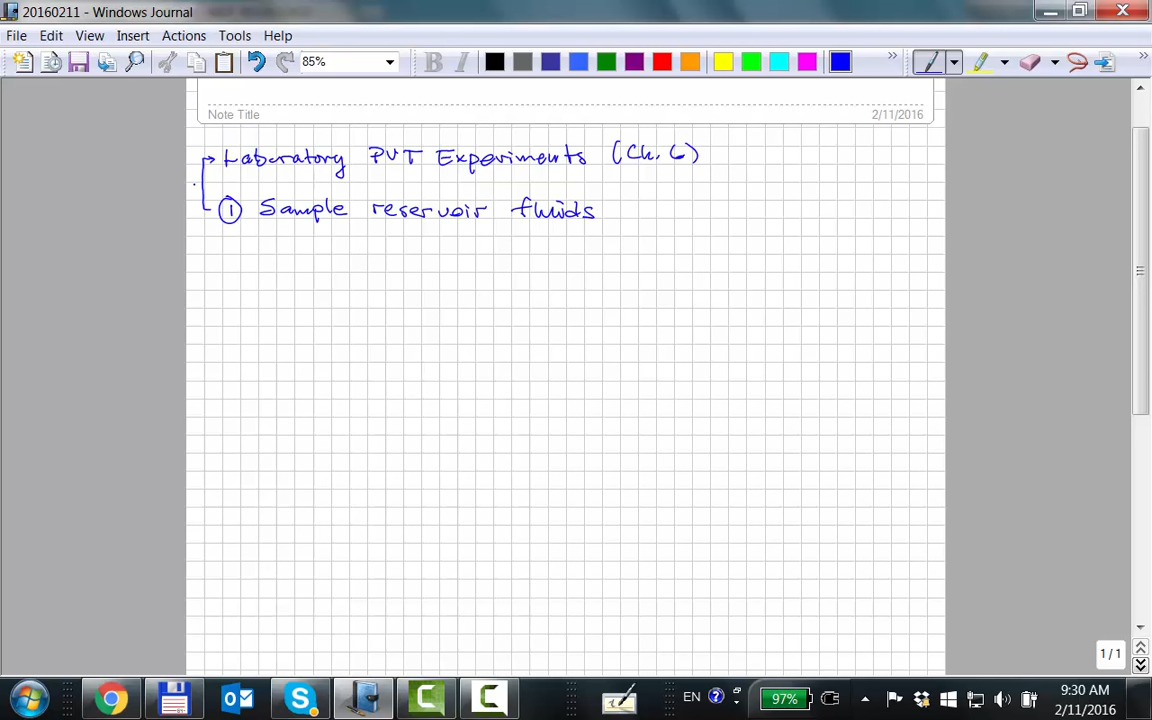 20160211 - Windows Journal
File Edit View Insert Actions Tools Help
85%
B I
Note Title
2/11/2016
Laboratory PVT Experiments (Ch. 6)
1 Sample reservoir fluids
1 / 1
EN
97%
9:30 AM
2/11/2016